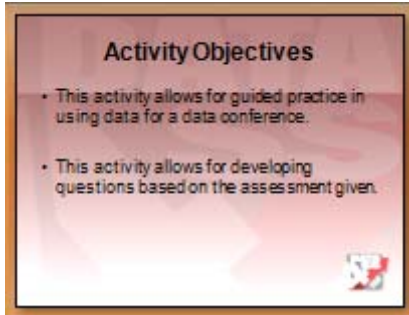 Activity Objectives
• This activity allows for guided practice in
using data for a data conference.
• This activity allows for developing
questions based on the assessment given.